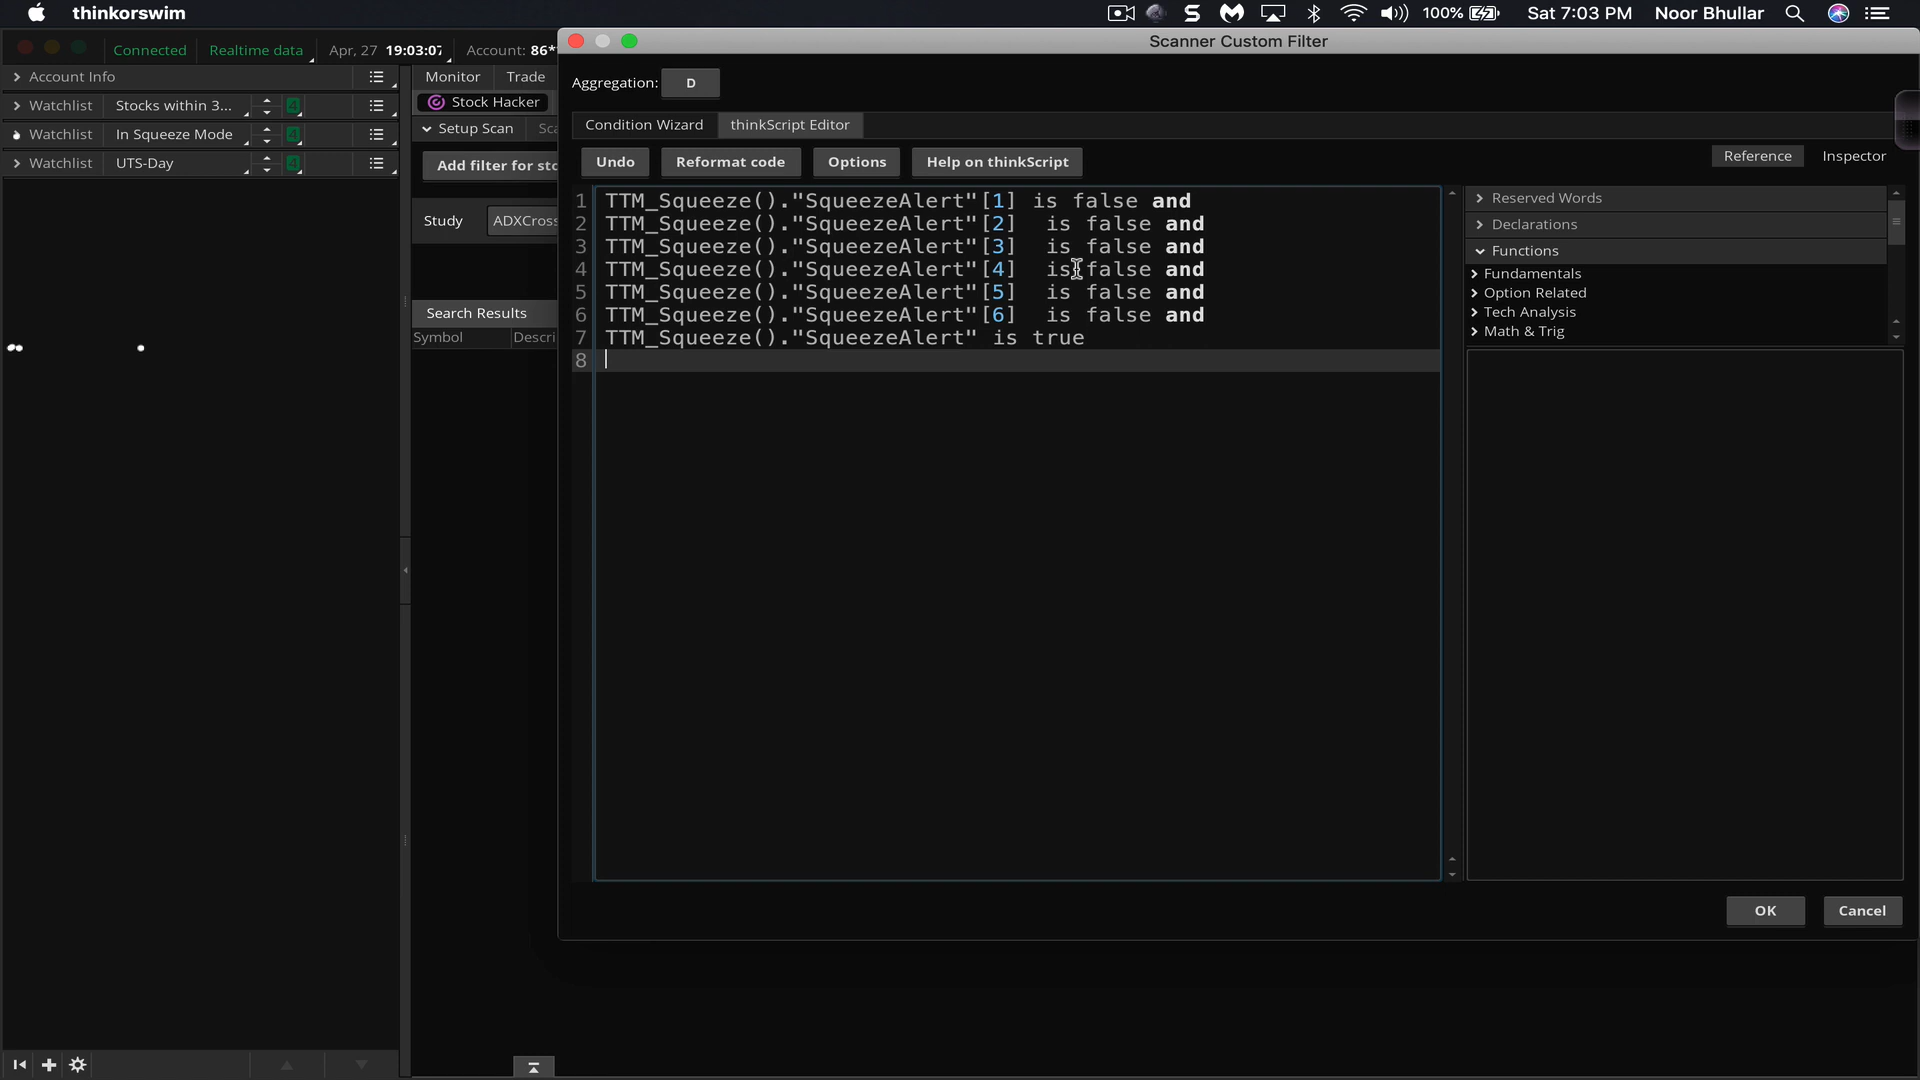 thinkorswim
100%
Sat 7:03 PM
Noor Bhullar
Connected
Realtime data
Apr, 27
19:03:07
Account: 86*
Scanner Custom Filter
Account Info
Monitor
Trade
Aggregation:
D
Watchlist
Stocks within 3...
4
Stock Hacker
Watchlist
In Squeeze Mode
4
Setup Scan
Sca
Condition Wizard
thinkScript Editor
Watchlist
UTS-Day
4
Add filter for sto
Undo
Reformat code
Options
Help on thinkScript
Reference
Inspector
Study
ADXCros
1 TTM_Squeeze()."SqueezeAlert"[1] is false and
2 TTM_Squeeze()."SqueezeAlert"[2]  is false and
3 TTM_Squeeze()."SqueezeAlert"[3]  is false and
4 TTM_Squeeze()."SqueezeAlert"[4]  is false and
5 TTM_Squeeze()."SqueezeAlert"[5]  is false and
6 TTM_Squeeze()."SqueezeAlert"[6]  is false and
7 TTM_Squeeze()."SqueezeAlert" is true
8
Reserved Words
Declarations
Functions
Fundamentals
Option Related
Tech Analysis
Math & Trig
Search Results
Symbol
Descri
OK
Cancel